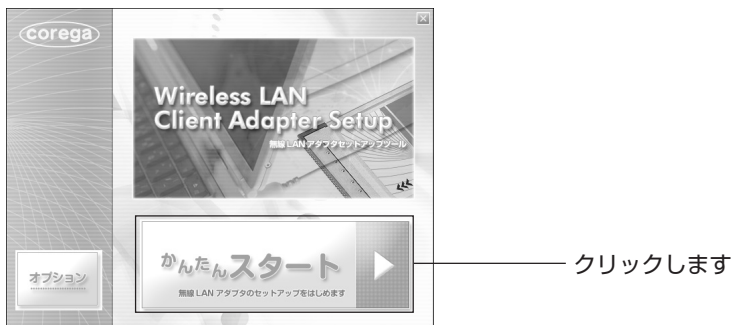 corega
Wireless LAN
Client Adapter Setup
無線LANアダプタセットアップツール
かんたんスタート
無線LANアダプタのセットアップをはじめます
オプション
クリックします